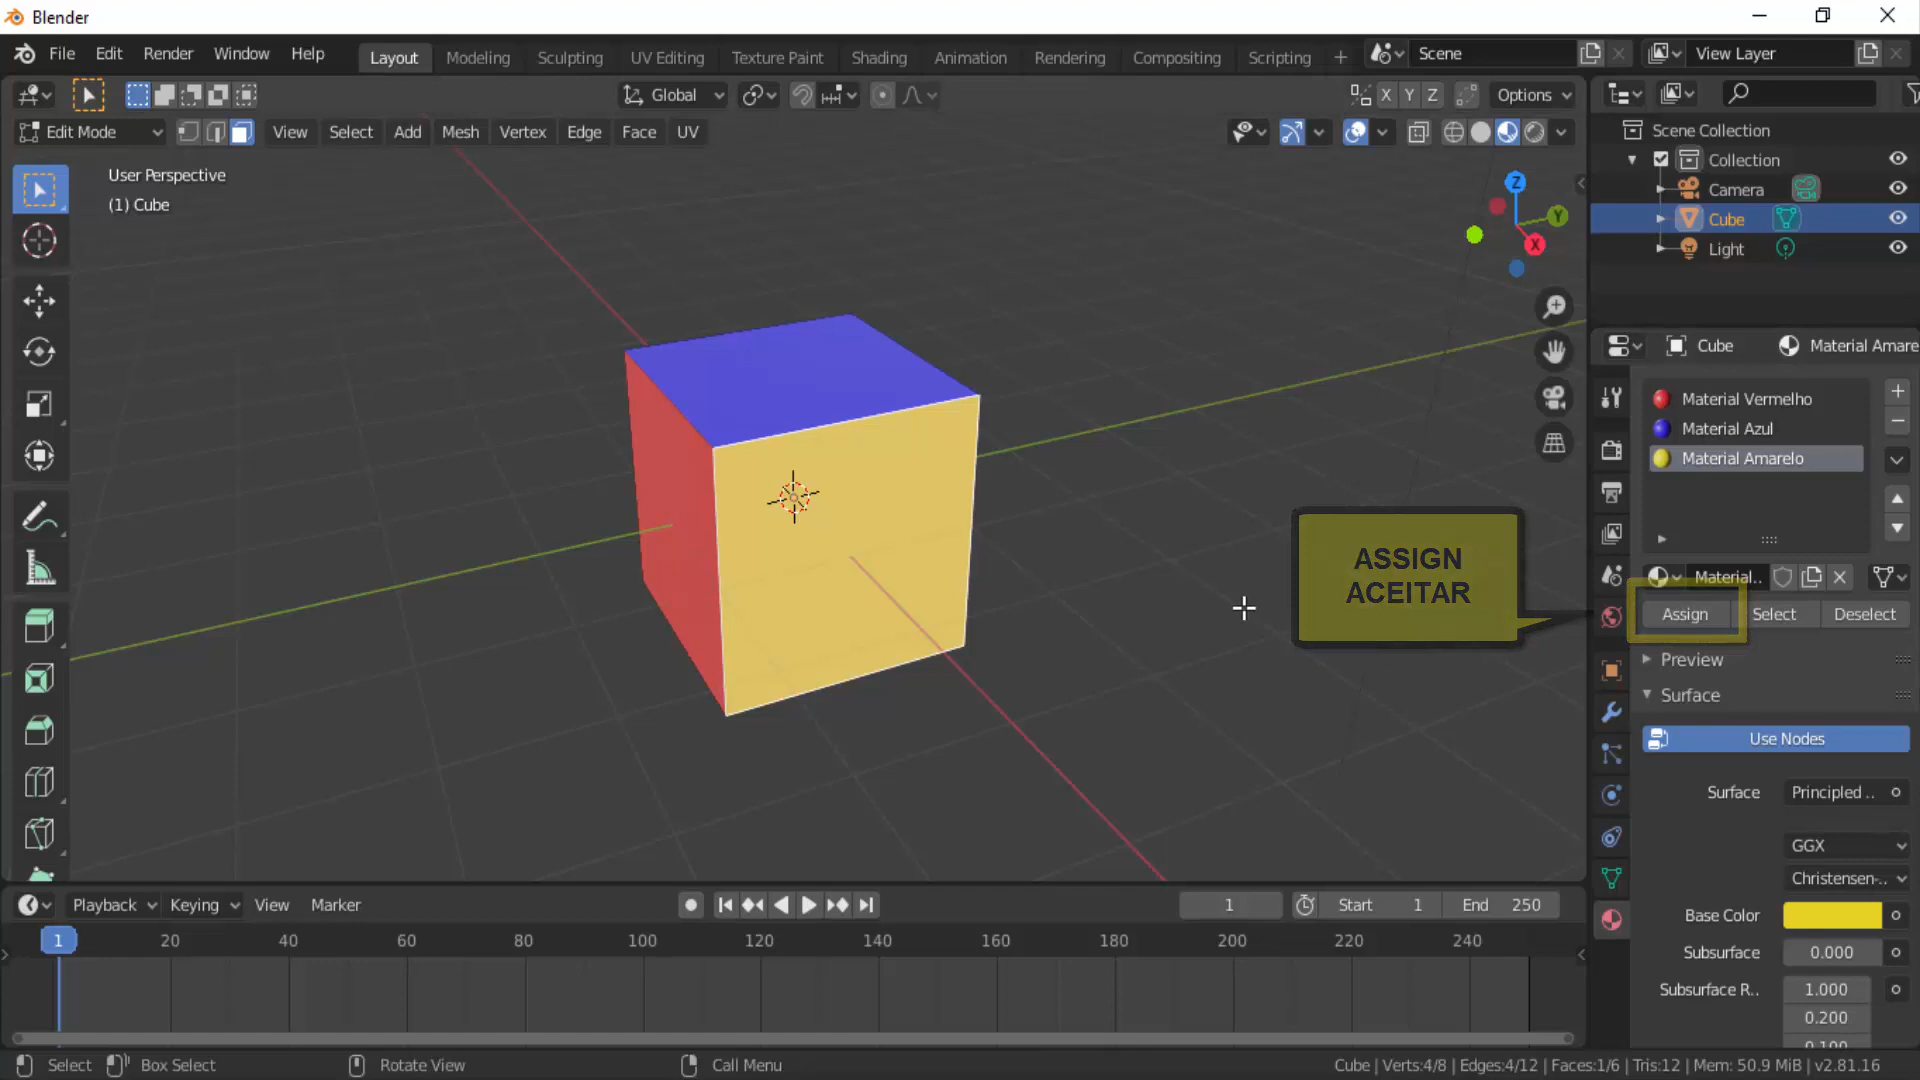 Blender
File Edit Render Window Help Layout Modeling Sculpting UV Editing Texture Paint Shading Animation Rendering Compositing Scripting + Scene View Layer
Global X Y Z Options
Edit Mode View Select Add Mesh Vertex Edge Face UV
User Perspective
(1) Cube
Z
Y
X
Scene Collection
Collection
Camera
Cube
Light
Cube Material Amare
Material Vermelho
Material Azul
Material Amarelo
ASSIGN
ACEITAR
Material..
Assign Select Deselect
Preview
Surface
Use Nodes
Surface Principled ..
GGX
Christensen-..
Base Color
Subsurface 0.000
Subsurface R.. 1.000
0.200
0.100
Playback Keying View Marker 1 Start 1 End 250
1 20 40 60 80 100 120 140 160 180 200 220 240
Select Box Select Rotate View Call Menu Cube | Verts:4/8 | Edges:4/12 | Faces:1/6 | Tris:12 | Mem: 50.9 MiB | v2.81.16